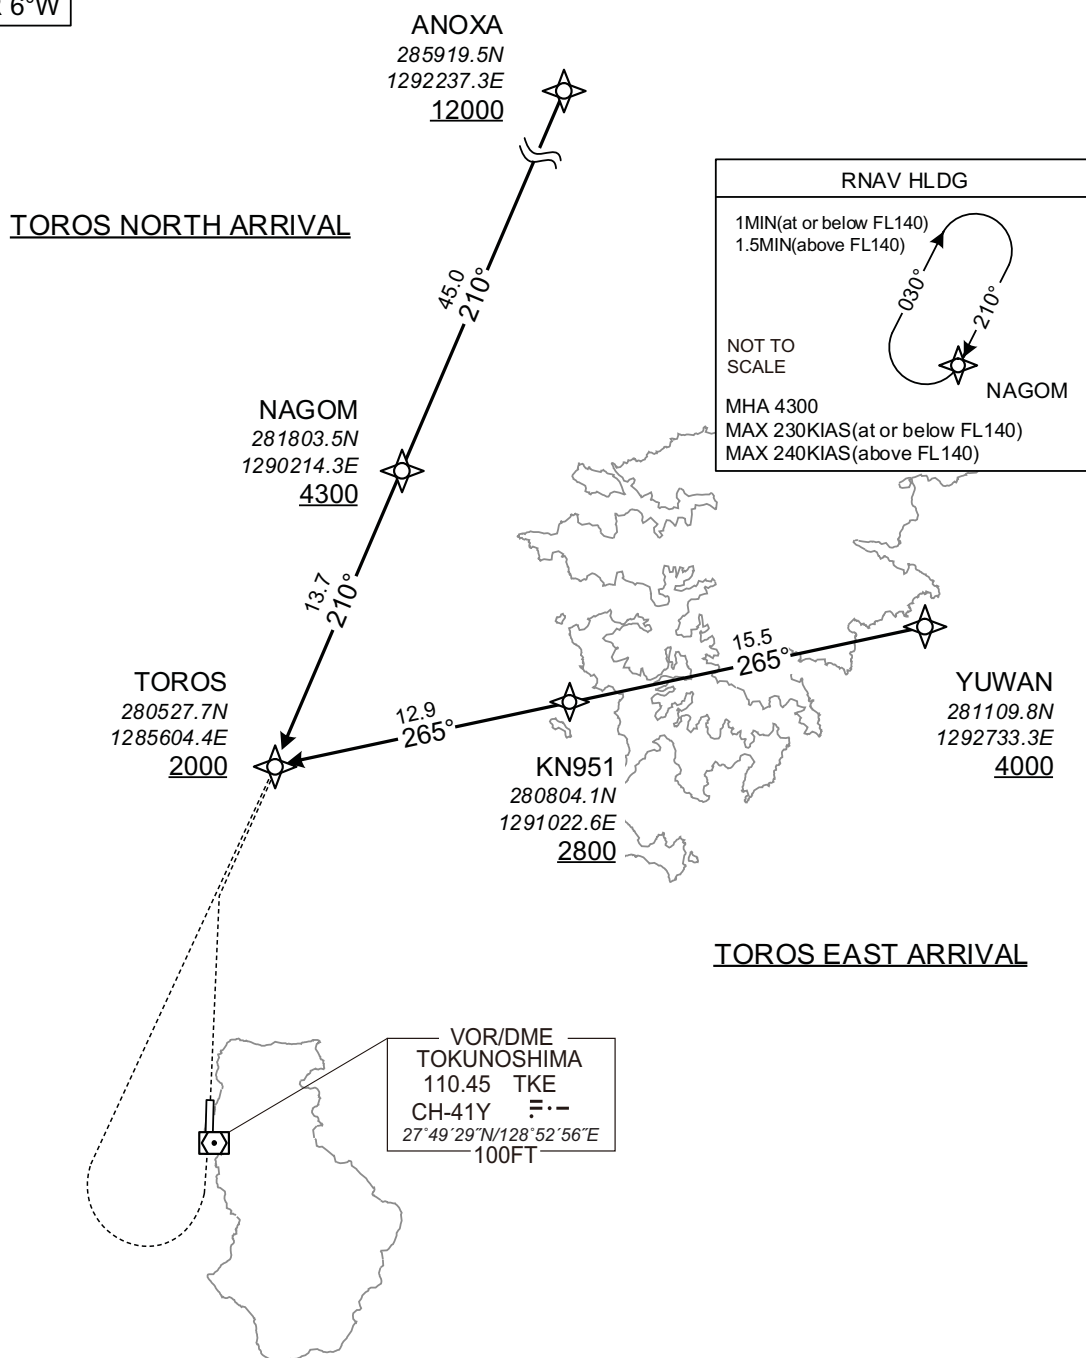 R 6°W
ANOXA
285919.5N
1292237.3E
12000
TOROS NORTH ARRIVAL
45.0
210°
RNAV HLDG
1MIN(at or below FL140)
1.5MIN(above FL140)
030°
210°
NOT TO
SCALE
NAGOM
MHA 4300
MAX 230KIAS(at or below FL140)
MAX 240KIAS(above FL140)
NAGOM
281803.5N
1290214.3E
4300
13.7
210°
TOROS
280527.7N
1285604.4E
2000
12.9
265°
15.5
265°
YUWAN
281109.8N
1292733.3E
4000
KN951
280804.1N
1291022.6E
2800
TOROS EAST ARRIVAL
VOR/DME
TOKUNOSHIMA
110.45 TKE
CH-41Y
27°49′29″N/128°52′56″E
100FT